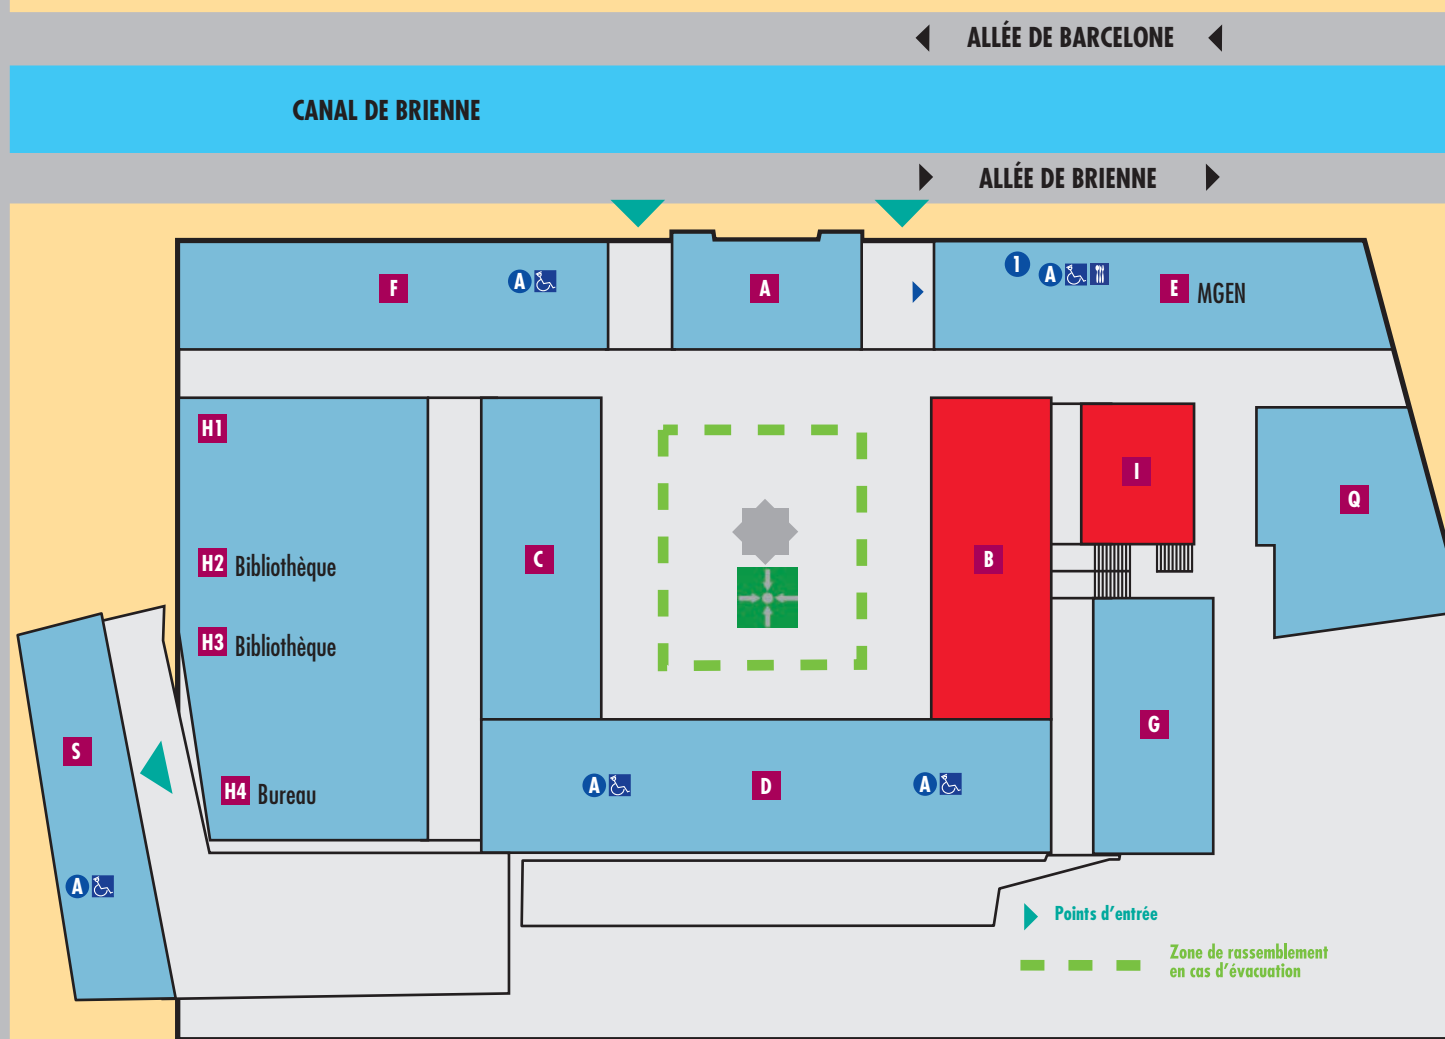 ALLÉE DE BARCELONE
CANAL DE BRIENNE
ALLÉE DE BRIENNE
F
A
A
1
A
E MGEN
H1
I
Q
H2 Bibliothèque
C
B
H3 Bibliothèque
S
G
H4 Bureau
A
D
A
A
Points d'entrée
Zone de rassemblement
en cas d'évacuation